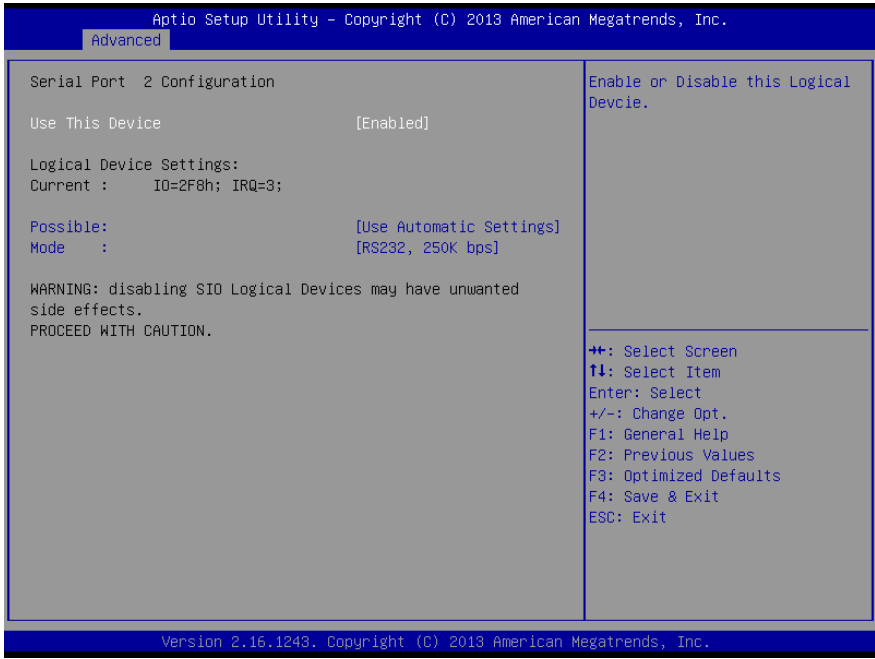 Aptio Setup Utility – Copyright (C) 2013 American Megatrends, Inc.
Advanced
Serial Port 2 Configuration
Use This Device [Enabled]
Logical Device Settings:
Current : IO=2F8h; IRQ=3;
Possible: [Use Automatic Settings]
Mode : [RS232, 250K bps]
WARNING: disabling SIO Logical Devices may have unwanted
side effects.
PROCEED WITH CAUTION.
Enable or Disable this Logical
Devcie.
→←: Select Screen
↑↓: Select Item
Enter: Select
+/-: Change Opt.
F1: General Help
F2: Previous Values
F3: Optimized Defaults
F4: Save & Exit
ESC: Exit
Version 2.16.1243. Copyright (C) 2013 American Megatrends, Inc.